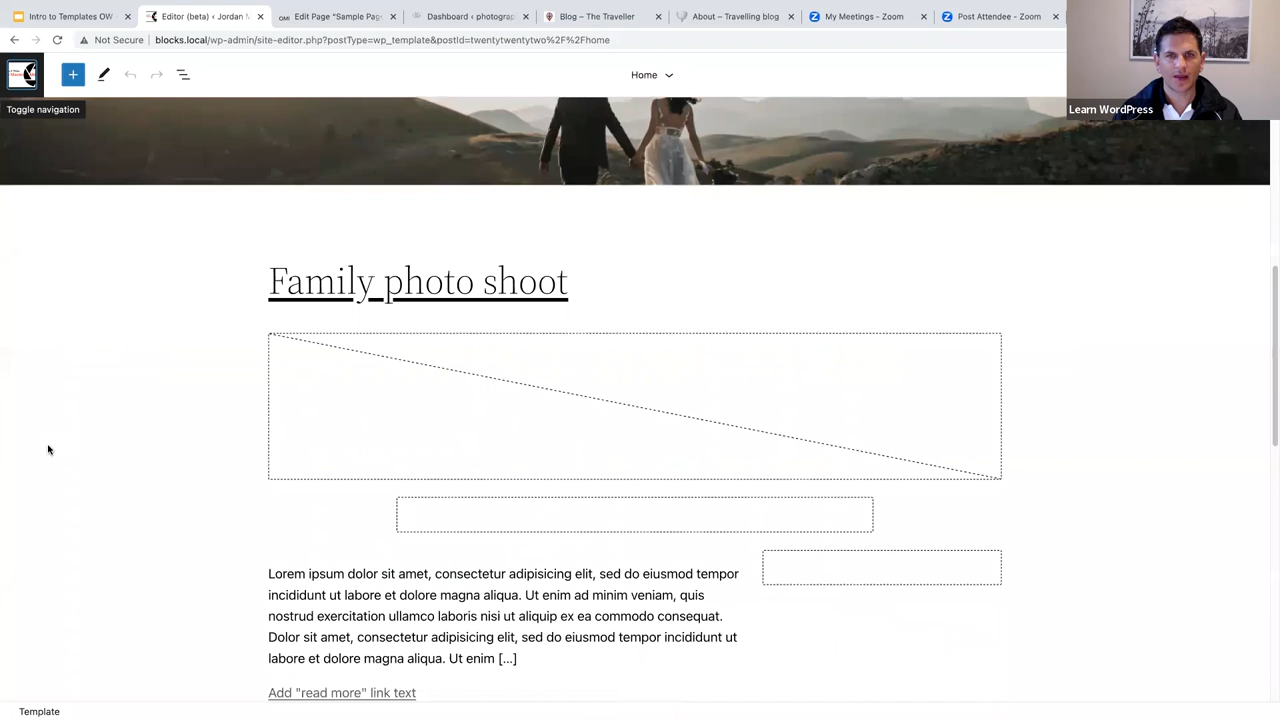 Intro to Templates OW
Editor (beta) ‹ Jordan M
OMI Edit Page "Sample Pag
Dashboard ‹ photograp
Blog – The Traveller
About – Travelling blog
My Meetings - Zoom
Post Attendee - Zoom
Not Secure
blocks.local/wp-admin/site-editor.php?postType=wp_template&postId=twentytwentytwo%2F%2Fhome
Home
Toggle navigation
Learn WordPress
Family photo shoot
Lorem ipsum dolor sit amet, consectetur adipisicing elit, sed do eiusmod tempor
incididunt ut labore et dolore magna aliqua. Ut enim ad minim veniam, quis
nostrud exercitation ullamco laboris nisi ut aliquip ex ea commodo consequat.
Dolor sit amet, consectetur adipisicing elit, sed do eiusmod tempor incididunt ut
labore et dolore magna aliqua. Ut enim […]
Add "read more" link text
Template